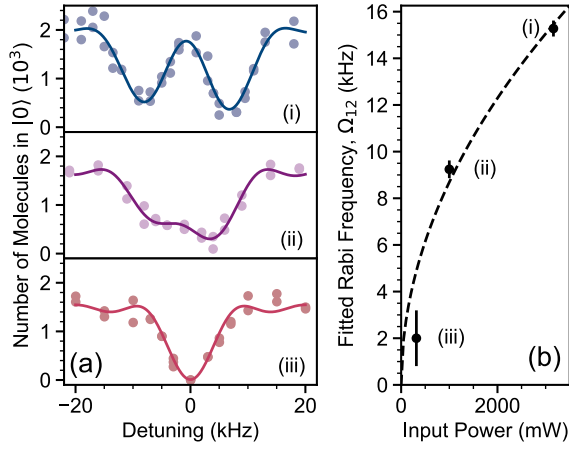 Number of Molecules in |0⟩ (10³)
2
1
0
(i)
2
1
0
(ii)
2
1
0
(a)
(iii)
−20
0
20
Detuning (kHz)
Fitted Rabi Frequency, Ω₁₂ (kHz)
16
14
12
10
8
6
4
2
0
(i)
(ii)
(iii)
(b)
0
2000
Input Power (mW)